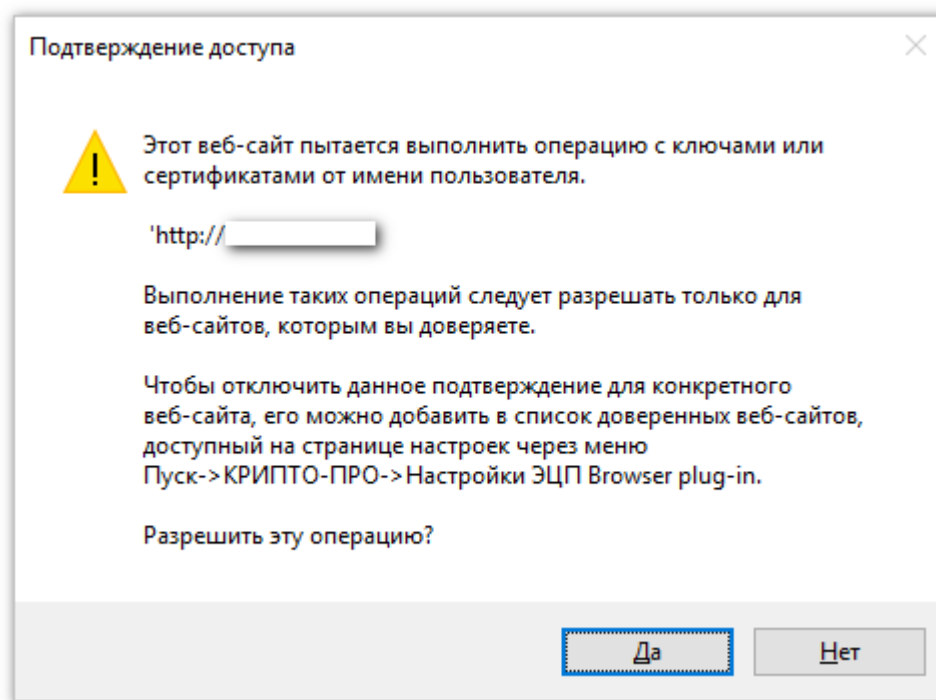 Подтверждение доступа
Этот веб-сайт пытается выполнить операцию с ключами или
сертификатами от имени пользователя.
'http://
Выполнение таких операций следует разрешать только для
веб-сайтов, которым вы доверяете.
Чтобы отключить данное подтверждение для конкретного
веб-сайта, его можно добавить в список доверенных веб-сайтов,
доступный на странице настроек через меню
Пуск->КРИПТО-ПРО->Настройки ЭЦП Browser plug-in.
Разрешить эту операцию?
Да
Нет